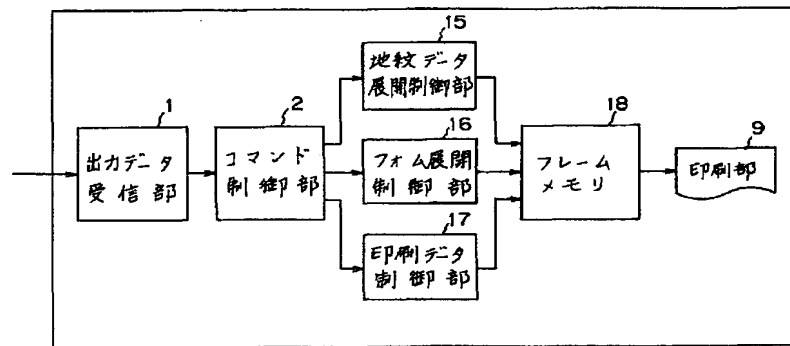 15
地紋データ
展開制御部
1
出力データ
受信部
2
コマンド
制御部
16
フォム展開
制御部
17
印刷データ
制御部
18
フレーム
メモリ
9
印刷部